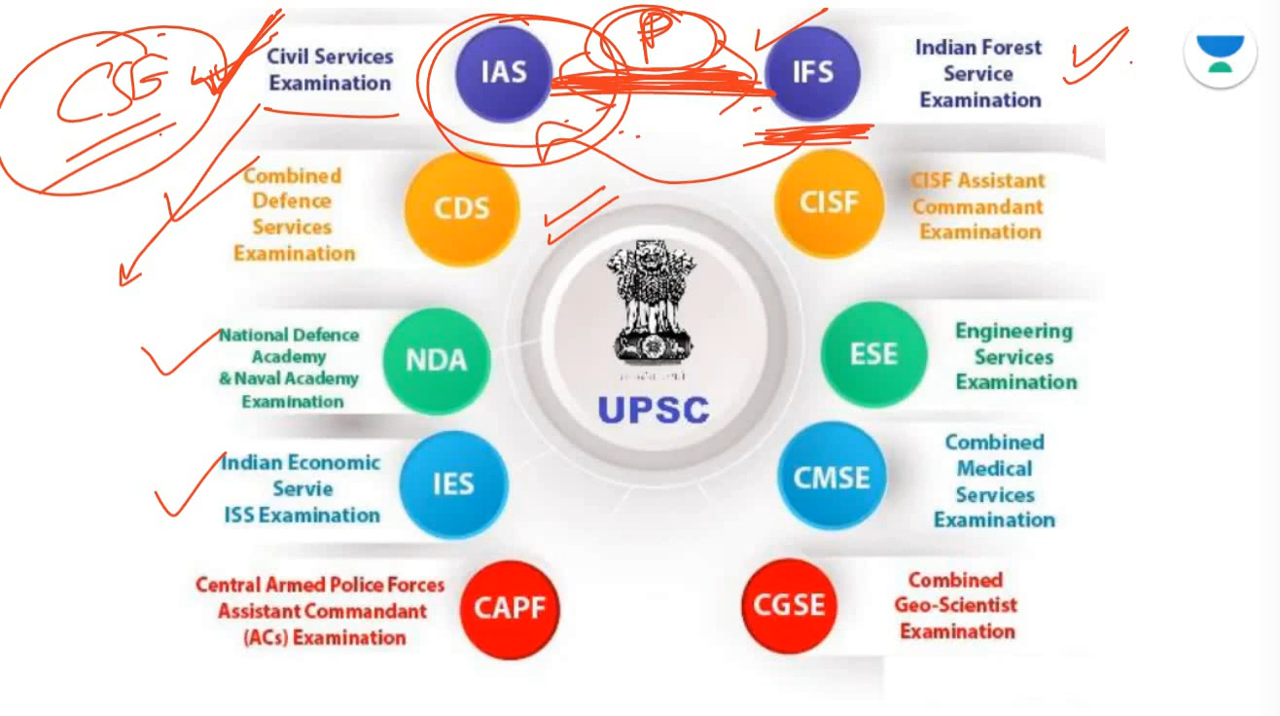 CSE
Civil Services
Examination
IAS
P
IFS
Indian Forest
Service
Examination
Combined
Defence
Services
Examination
CDS
CISF
CISF Assistant
Commandant
Examination
National Defence
Academy
& Naval Academy
Examination
NDA
UPSC
ESE
Engineering
Services
Examination
Indian Economic
Servie
ISS Examination
IES
CMSE
Combined
Medical
Services
Examination
Central Armed Police Forces
Assistant Commandant
(ACs) Examination
CAPF
CGSE
Combined
Geo-Scientist
Examination